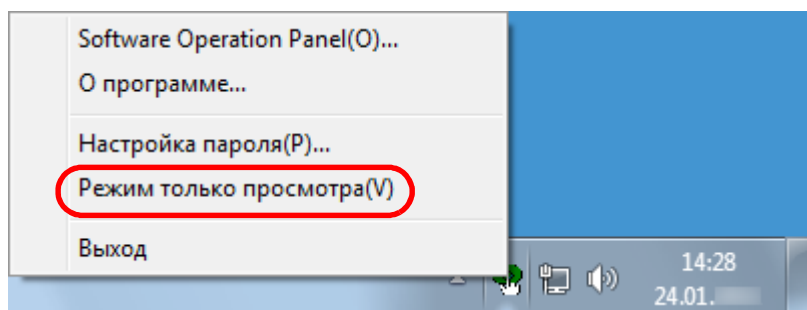 Software Operation Panel(O)...
О программе...
Настройка пароля(P)...
Режим только просмотра(V)
Выход
14:28
24.01.